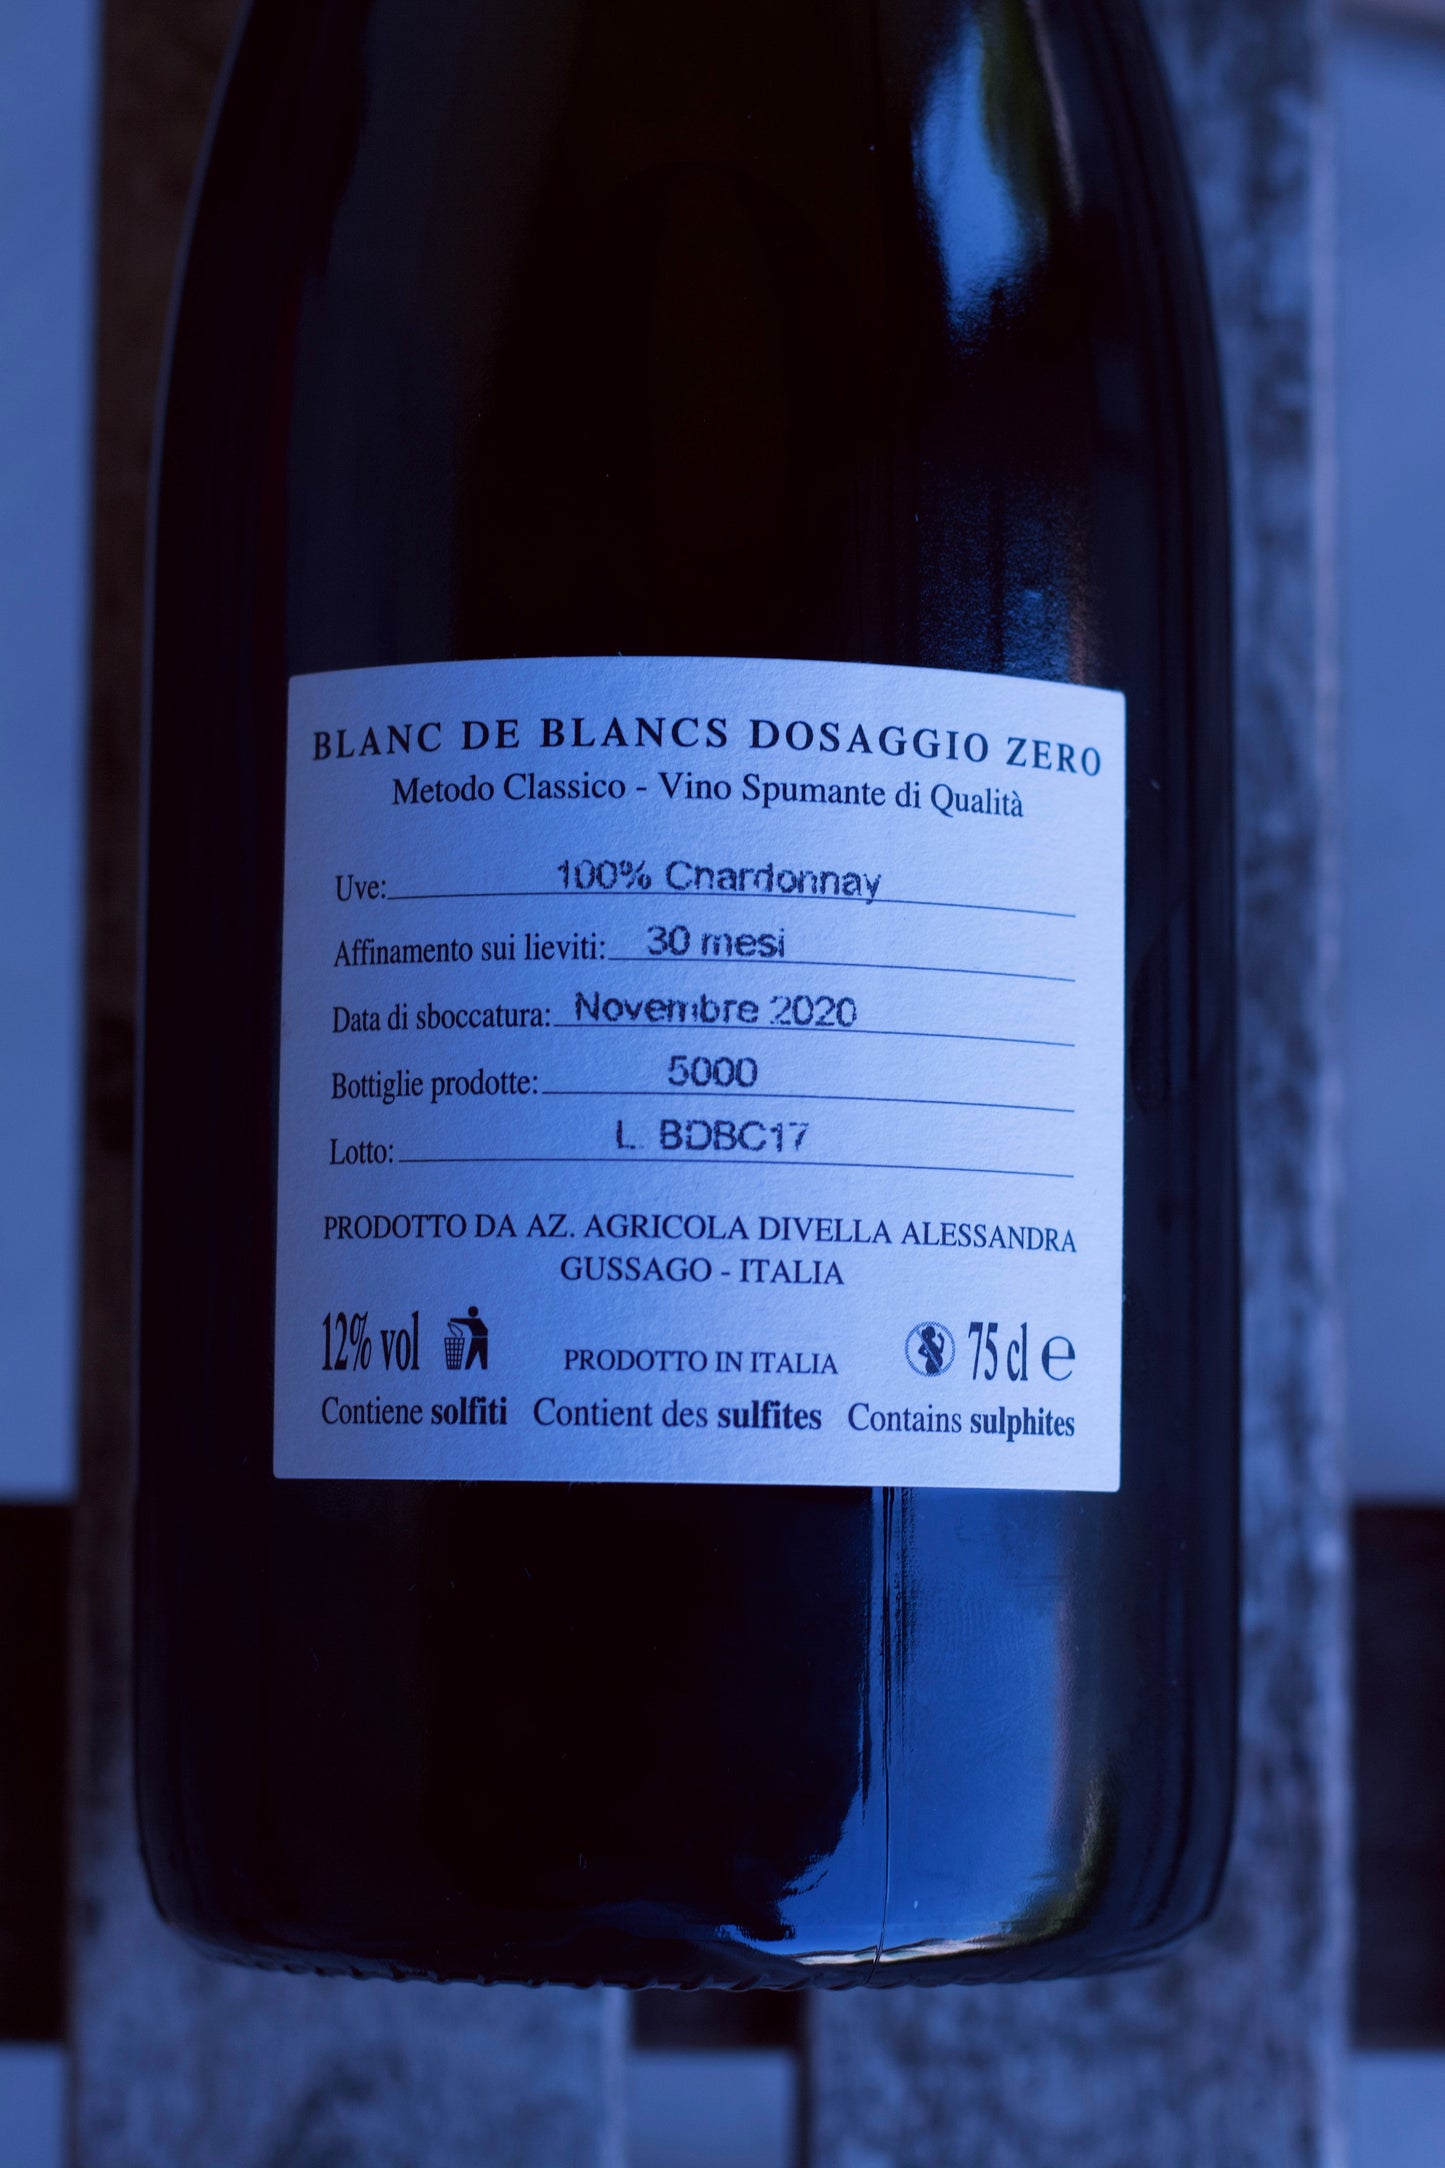 BLANC DE BLANCS DOSAGGIO ZERO
Metodo Classico - Vino Spumante di Qualità
Uve: 100% Chardonnay
Affinamento sui lieviti: 30 mesi
Data di sboccatura: Novembre 2020
Bottiglie prodotte: 5000
Lotto: L. BDBC17
PRODOTTO DA AZ. AGRICOLA DIVELLA ALESSANDRA
GUSSAGO - ITALIA
12% vol PRODOTTO IN ITALIA 75 cl ℮
Contiene solfiti Contient des sulfites Contains sulphites